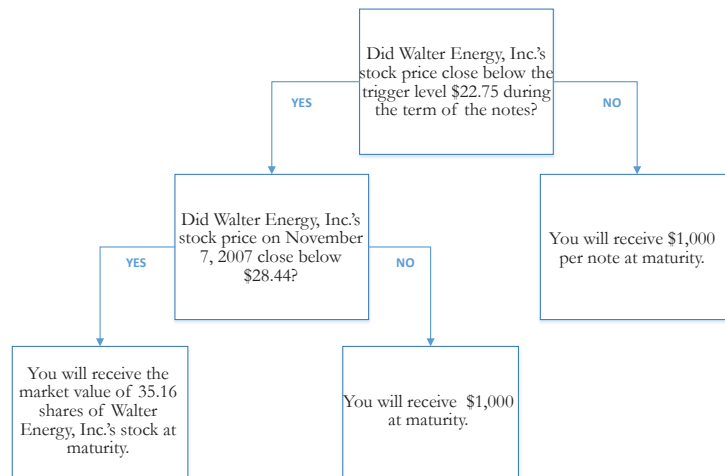 Did Walter Energy, Inc.'s
stock price close below the
trigger level $22.75 during
the term of the notes?
YES
NO
Did Walter Energy, Inc.'s
stock price on November
7, 2007 close below
$28.44?
You will receive $1,000
per note at maturity.
YES
NO
You will receive the
market value of 35.16
shares of Walter
Energy, Inc.'s stock at
maturity.
You will receive $1,000
at maturity.